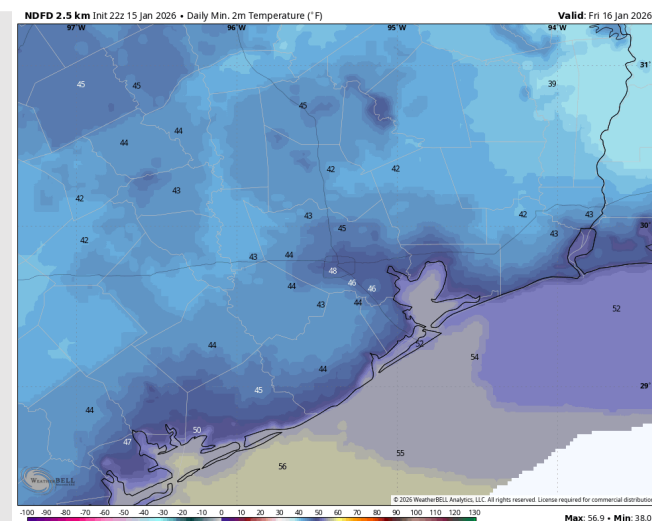 NDFD 2.5 km Init 22z 15 Jan 2026 • Daily Min. 2m Temperature (°F)
Valid: Fri 16 Jan 2026
97°W 96°W 95°W 94°W
31°
45 45 45 39
44 44
42 42
42 43
43 42 43
45 43
42
30°
43 44
48
44 46 46
43 44
52
52
54
44
44
45
29°
44
50
47
55
56
WEATHERBELL
© 2026 WeatherBELL Analytics, LLC. All rights reserved. License required for commercial distribution
-100 -90 -80 -70 -60 -50 -40 -30 -20 -10 0 10 20 30 40 50 60 70 80 90 100 110 120 130
Max: 56.9 • Min: 38.0